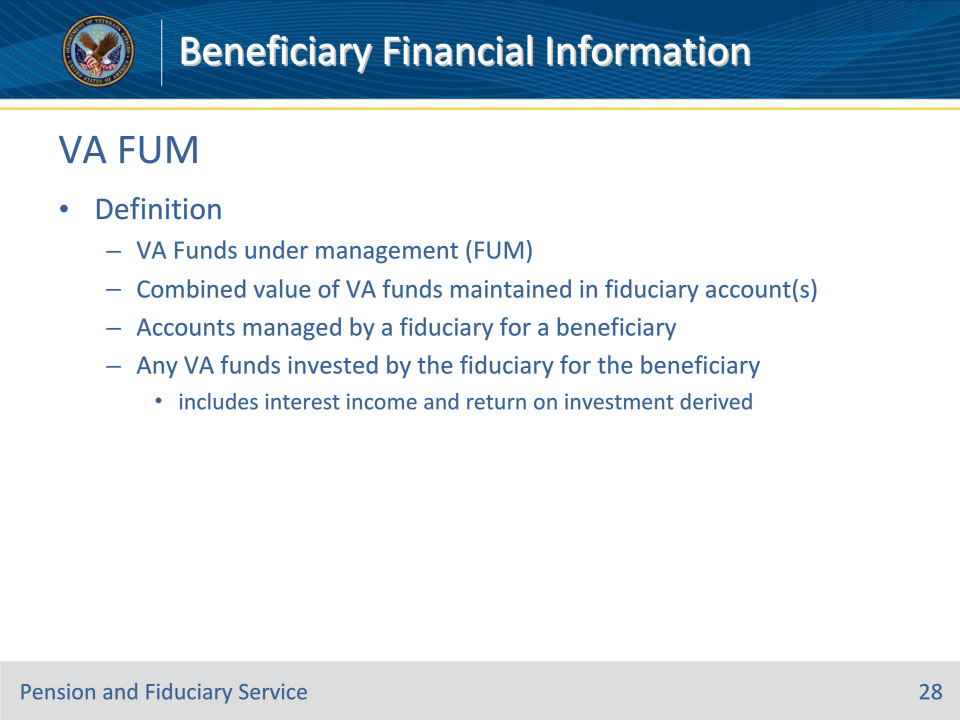 Beneficiary Financial Information
VA FUM
• Definition
– VA Funds under management (FUM)
– Combined value of VA funds maintained in fiduciary account(s)
– Accounts managed by a fiduciary for a beneficiary
– Any VA funds invested by the fiduciary for the beneficiary
• includes interest income and return on investment derived
Pension and Fiduciary Service
28